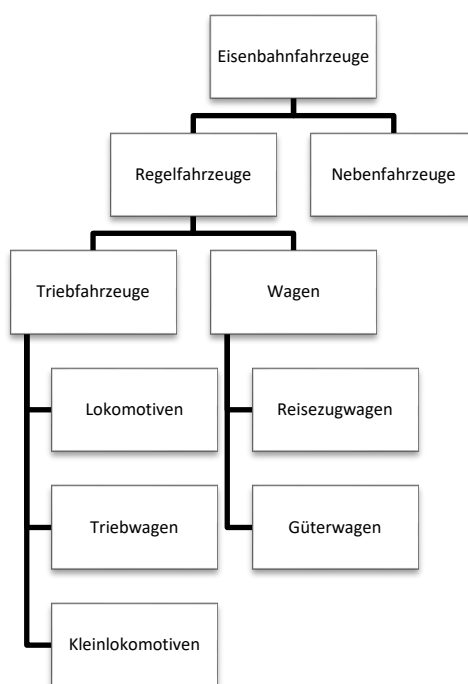 Eisenbahnfahrzeuge
Regelfahrzeuge
Nebenfahrzeuge
Triebfahrzeuge
Wagen
Lokomotiven
Reisezugwagen
Triebwagen
Güterwagen
Kleinlokomotiven